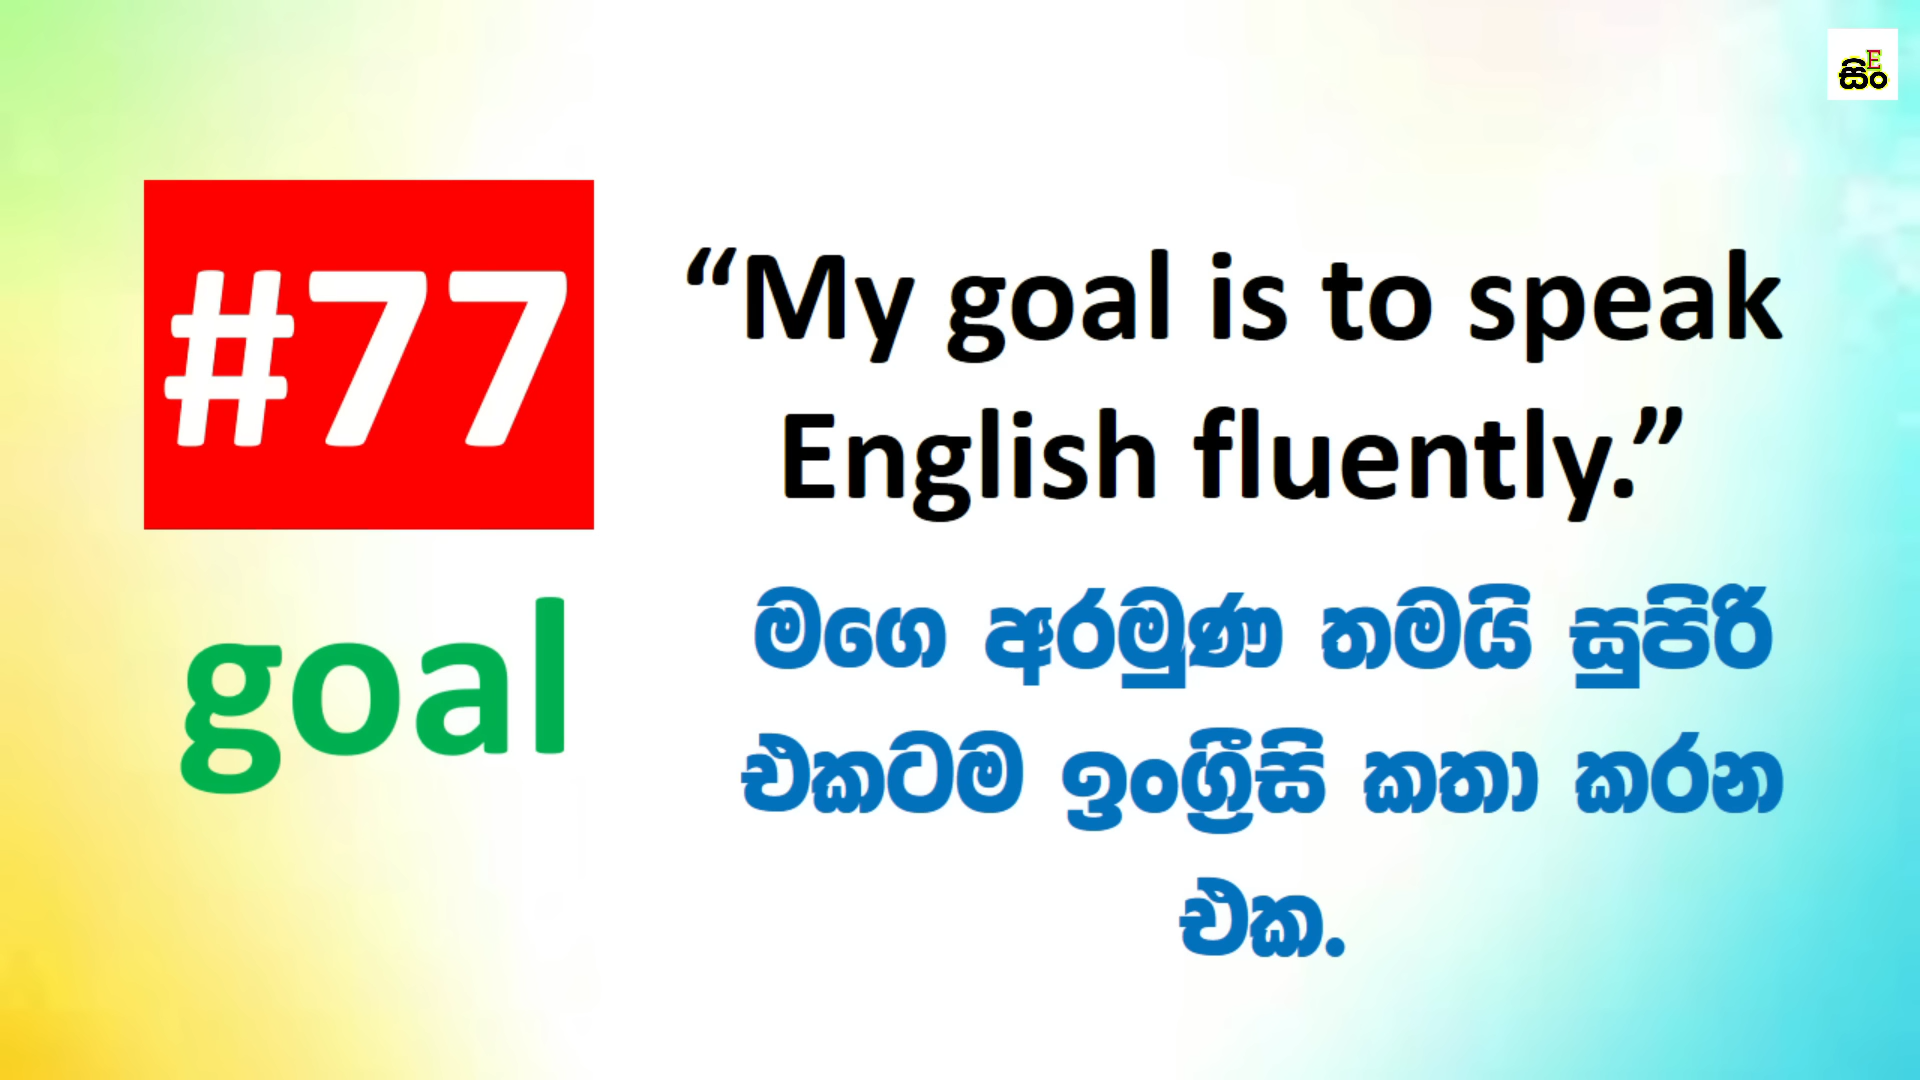 සිංE
#77
goal
“My goal is to speak
English fluently.”
මගෙ අරමුණ තමයි සුපිරි
එකටම ඉංග්‍රීසි කතා කරන
එක.